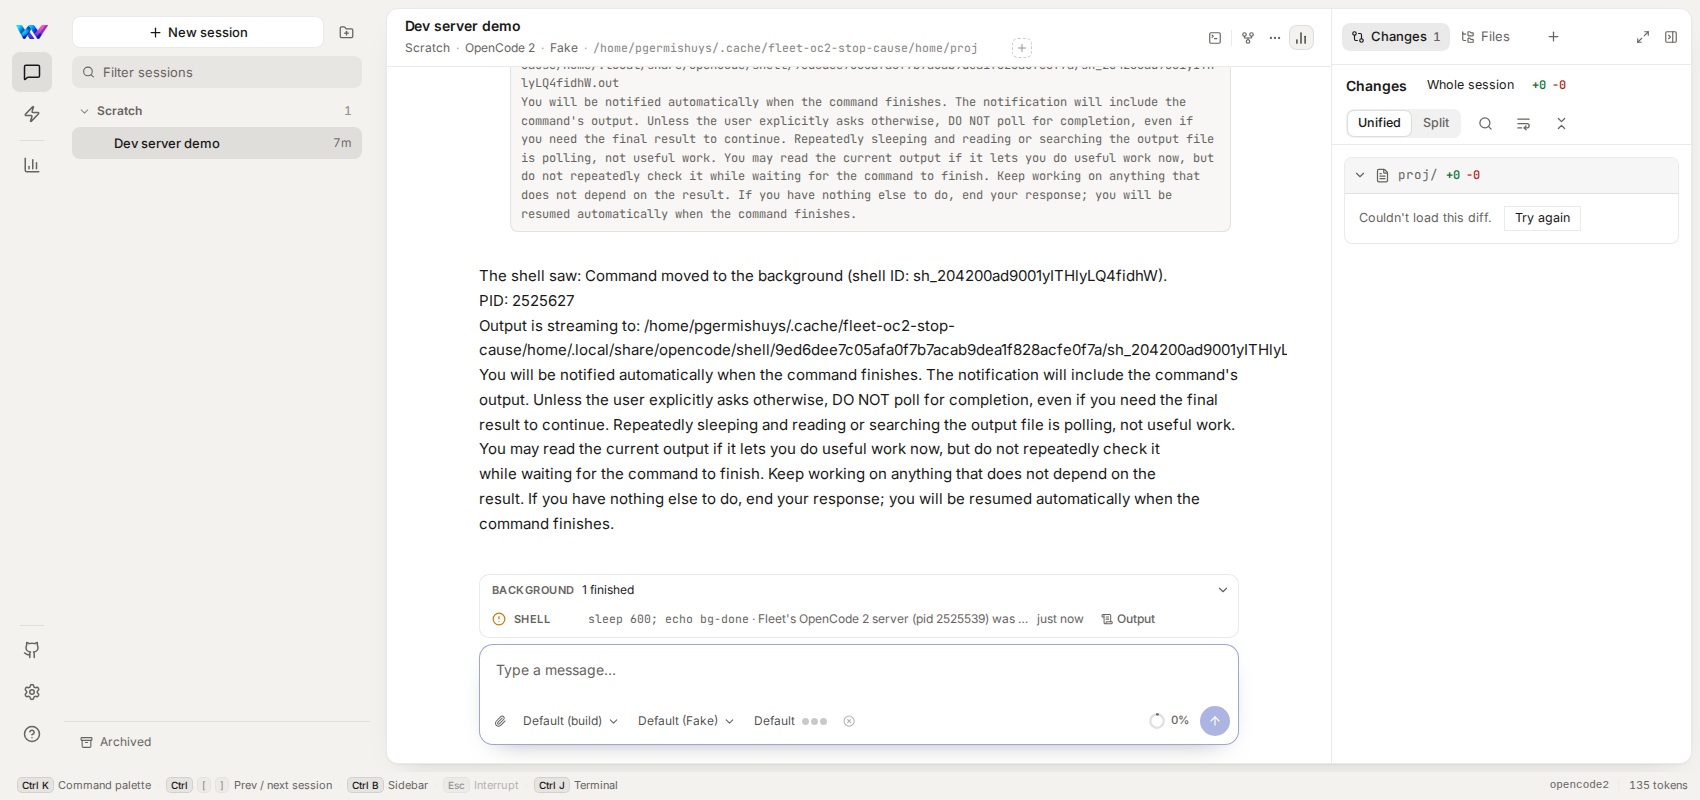 New session
Filter sessions
Scratch 1
Dev server demo 7m
Archived
Dev server demo
Scratch · OpenCode 2 · Fake · /home/pgermishuys/.cache/fleet-oc2-stop-cause/home/proj
lyLQ4fidhW.out
You will be notified automatically when the command finishes. The notification will include the
command's output. Unless the user explicitly asks otherwise, DO NOT poll for completion, even if
you need the final result to continue. Repeatedly sleeping and reading or searching the output file
is polling, not useful work. You may read the current output if it lets you do useful work now, but
do not repeatedly check it while waiting for the command to finish. Keep working on anything that
does not depend on the result. If you have nothing else to do, end your response; you will be
resumed automatically when the command finishes.
The shell saw: Command moved to the background (shell ID: sh_204200ad9001yITHlyLQ4fidhW).
PID: 2525627
Output is streaming to: /home/pgermishuys/.cache/fleet-oc2-stop-
cause/home/.local/share/opencode/shell/9ed6dee7c05afa0f7b7acab9dea1f828acfe0f7a/sh_204200ad9001yITHlyL
You will be notified automatically when the command finishes. The notification will include the command's
output. Unless the user explicitly asks otherwise, DO NOT poll for completion, even if you need the final
result to continue. Repeatedly sleeping and reading or searching the output file is polling, not useful work.
You may read the current output if it lets you do useful work now, but do not repeatedly check it
while waiting for the command to finish. Keep working on anything that does not depend on the
result. If you have nothing else to do, end your response; you will be resumed automatically when the
command finishes.
BACKGROUND 1 finished
SHELL sleep 600; echo bg-done · Fleet's OpenCode 2 server (pid 2525539) was ... just now Output
Type a message...
Default (build) Default (Fake) Default 0%
Changes 1 Files
Changes Whole session +0 -0
Unified Split
proj/ +0 -0
Couldn't load this diff. Try again
Ctrl K Command palette Ctrl [ ] Prev / next session Ctrl B Sidebar Esc Interrupt Ctrl J Terminal
opencode2 135 tokens